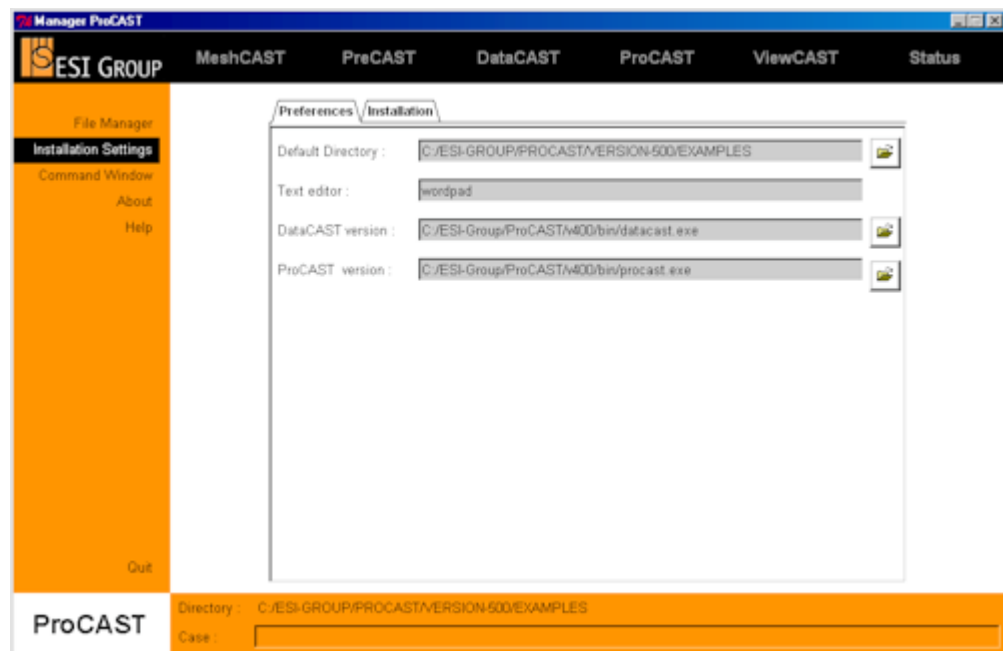 Manager ProCAST
ESI GROUP MeshCAST PreCAST DataCAST ProCAST ViewCAST Status
File Manager
Installation Settings
Command Window
About
Help
Quit
Preferences Installation
Default Directory : C:/ESI-GROUP/PROCAST/VERSION-500/EXAMPLES
Text editor : wordpad
DataCAST version : C:/ESI-Group/ProCAST/v400/bin/datacast.exe
ProCAST version : C:/ESI-Group/ProCAST/v400/bin/procast.exe
ProCAST
Directory : C:/ESI-GROUP/PROCAST/VERSION-500/EXAMPLES
Case :